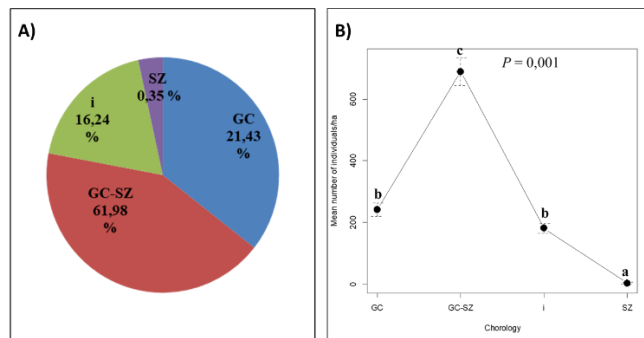 A)
SZ
0,35 %
i
16,24
%
GC
21,43
%
GC-SZ
61,98
%
B)
P = 0,001
c
b
b
a
Mean number of individuals/ha
600
400
200
0
GC
GC-SZ
i
SZ
Chorology